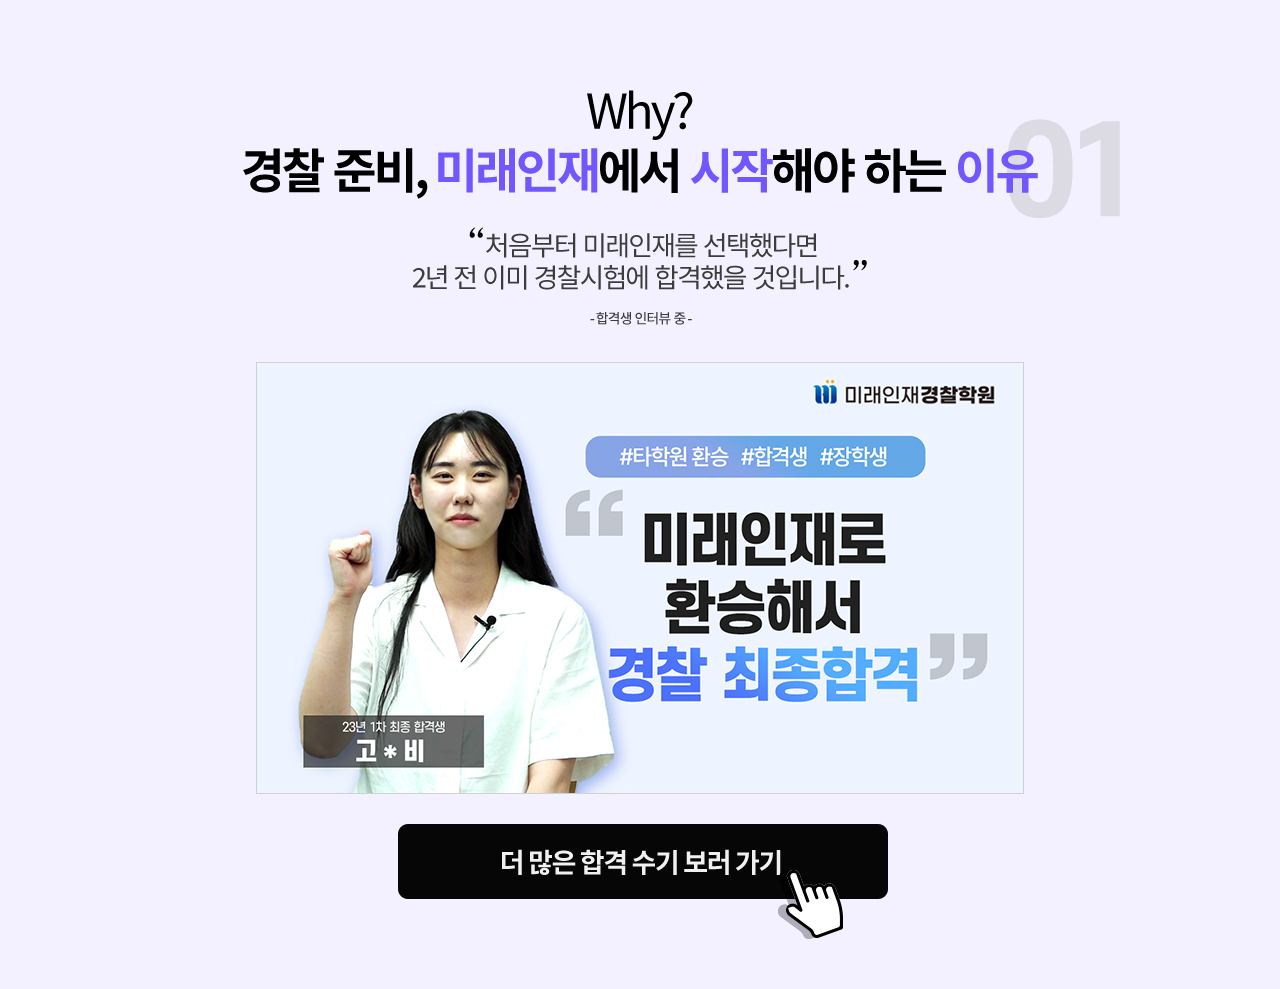 Why?
01
경찰 준비, 미래인재에서 시작해야 하는 이유
“처음부터 미래인재를 선택했다면
2년 전 이미 경찰시험에 합격했을 것입니다.”
- 합격생 인터뷰 중 -
미래인재경찰학원
#타학원 환승 #합격생 #장학생
“미래인재로
환승해서
경찰 최종합격”
23년 1차 최종 합격생
고*비
더 많은 합격 수기 보러 가기